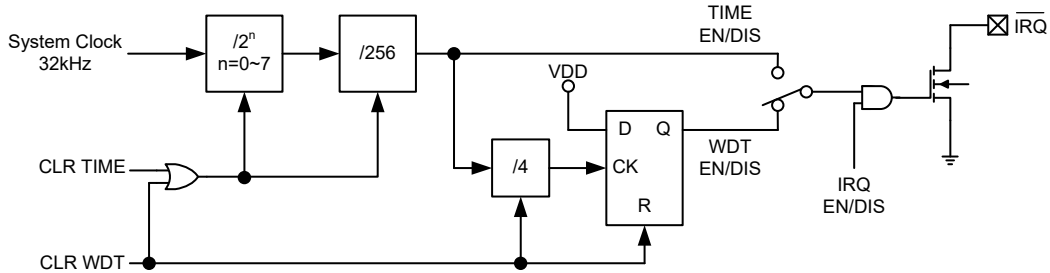 System Clock
32kHz
/2ⁿ
n=0~7
/256
TIME
EN/DIS
IRQ
VDD
D
Q
CK
R
/4
WDT
EN/DIS
IRQ
EN/DIS
CLR TIME
CLR WDT